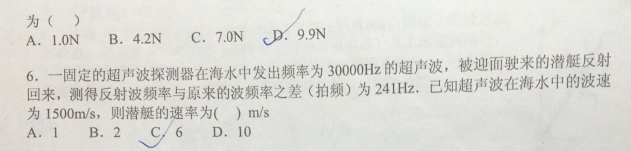 为（　）
A．1.0N　B．4.2N　C．7.0N　D．9.9N
6．一固定的超声波探测器在海水中发出频率为 30000Hz 的超声波，被迎面驶来的潜艇反射
回来，测得反射波频率与原来的波频率之差（拍频）为 241Hz．已知超声波在海水中的波速
为 1500m/s，则潜艇的速率为(　) m/s
A．1　B．2　C．6　D．10